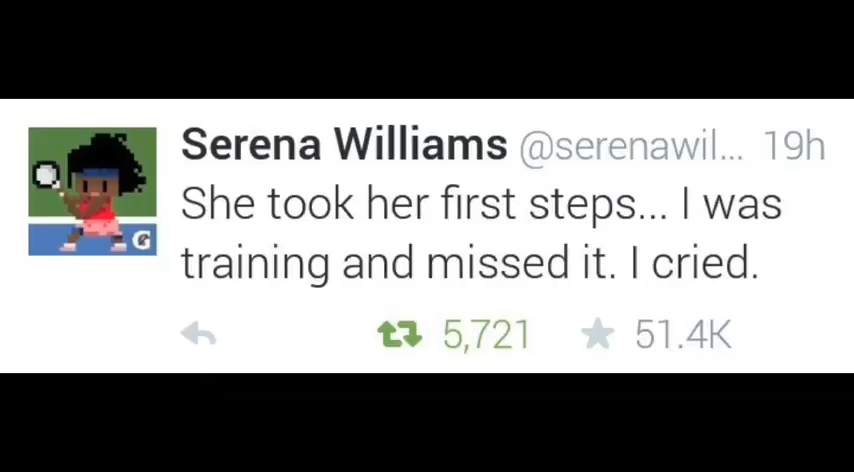 Serena Williams @serenawil... 19h
She took her first steps... I was
training and missed it. I cried.
5,721 51.4K